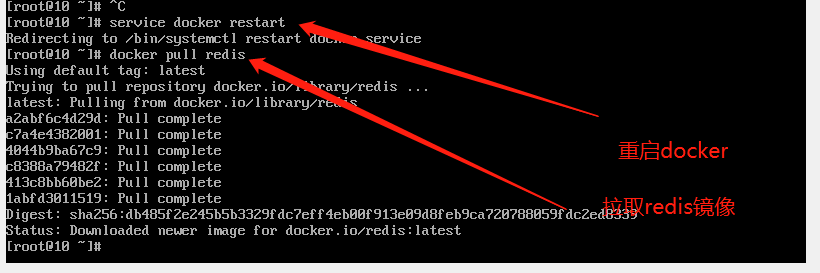 [root@10 ~]# ^C
[root@10 ~]# service docker restart
Redirecting to /bin/systemctl restart docker.service
[root@10 ~]# docker pull redis
Using default tag: latest
Trying to pull repository docker.io/library/redis ...
latest: Pulling from docker.io/library/redis
a2abf6c4d29d: Pull complete
c7a4e4382001: Pull complete
4044b9ba67c9: Pull complete
c8388a79482f: Pull complete
413c8bb60be2: Pull complete
1abfd3011519: Pull complete
Digest: sha256:db485f2e245b5b3329fdc7eff4eb00f913e09d8feb9ca720788059fdc2ed8339
Status: Downloaded newer image for docker.io/redis:latest
[root@10 ~]#
重启docker
拉取redis镜像